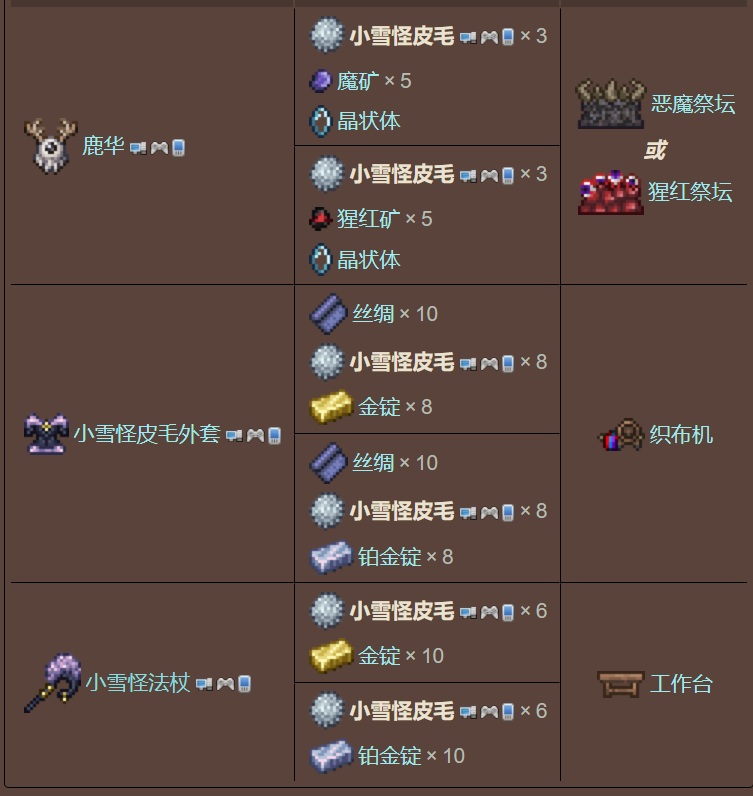 鹿华
小雪怪皮毛 × 3
魔矿 × 5
晶状体
小雪怪皮毛 × 3
猩红矿 × 5
晶状体
恶魔祭坛
或
猩红祭坛
小雪怪皮毛外套
丝绸 × 10
小雪怪皮毛 × 8
金锭 × 8
丝绸 × 10
小雪怪皮毛 × 8
铂金锭 × 8
织布机
小雪怪法杖
小雪怪皮毛 × 6
金锭 × 10
小雪怪皮毛 × 6
铂金锭 × 10
工作台